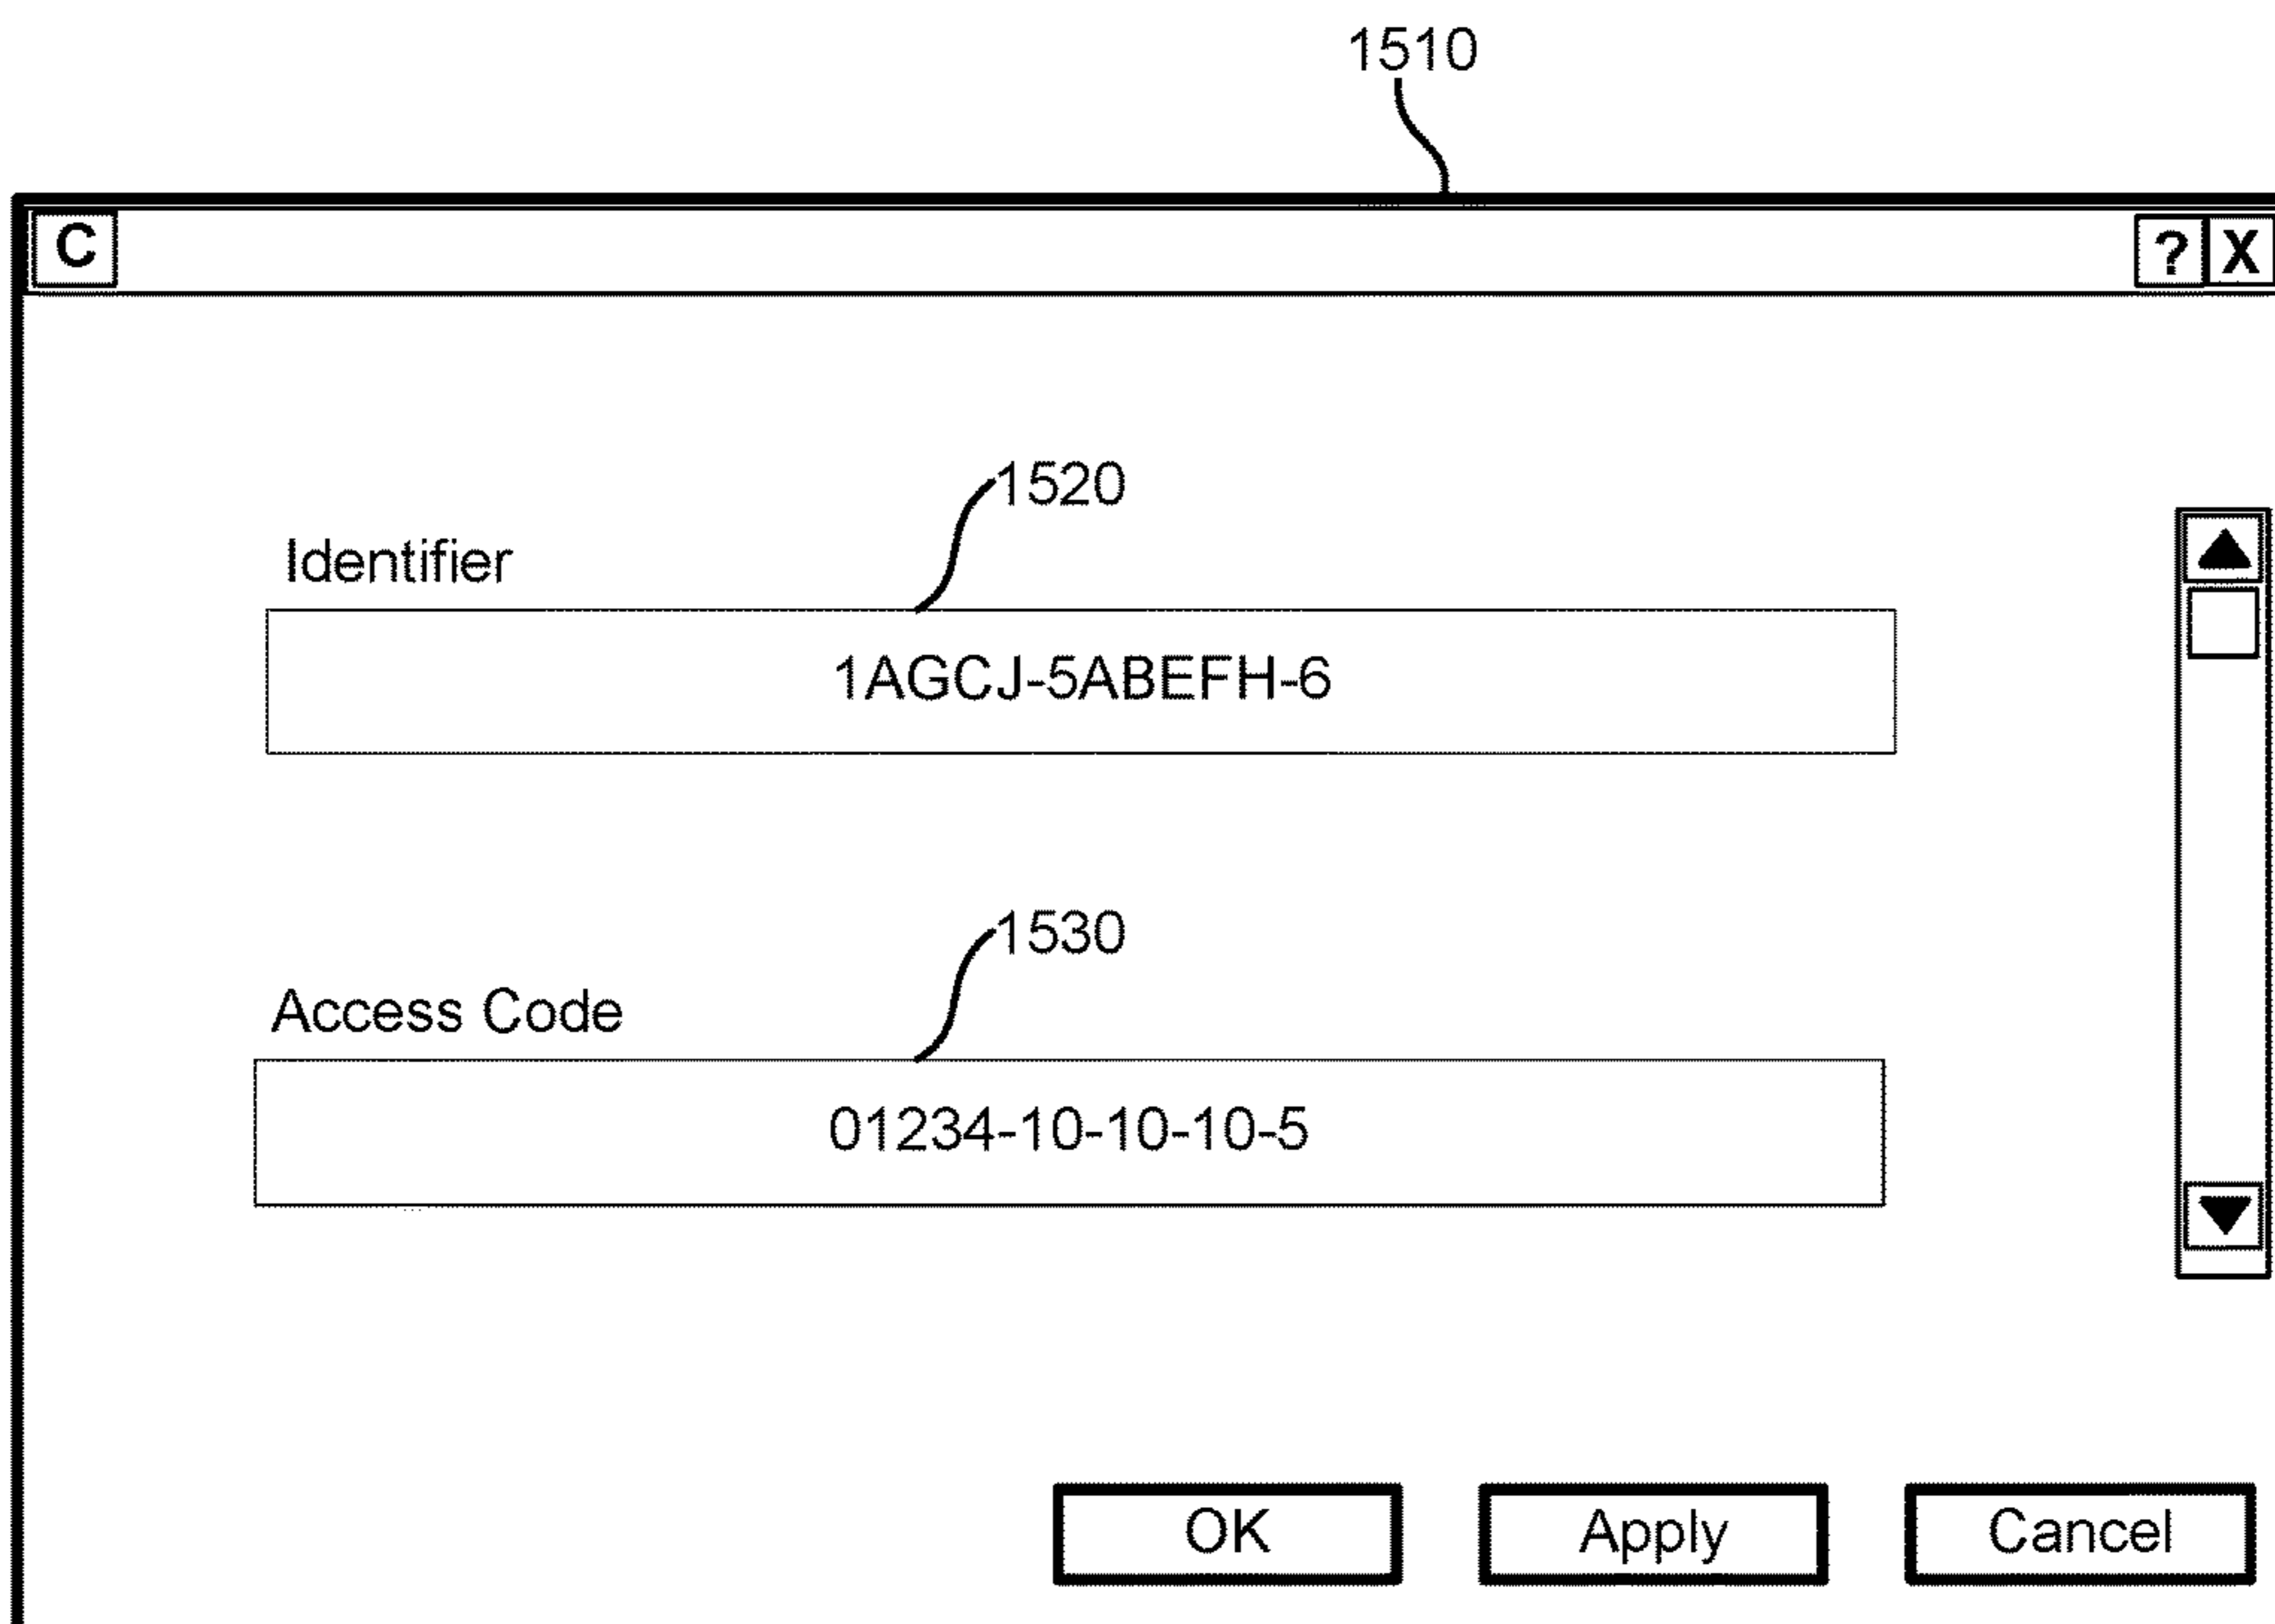 1510
C ? X
1520
Identifier
1AGCJ-5ABEFH-6
1530
Access Code
01234-10-10-10-5
OK Apply Cancel